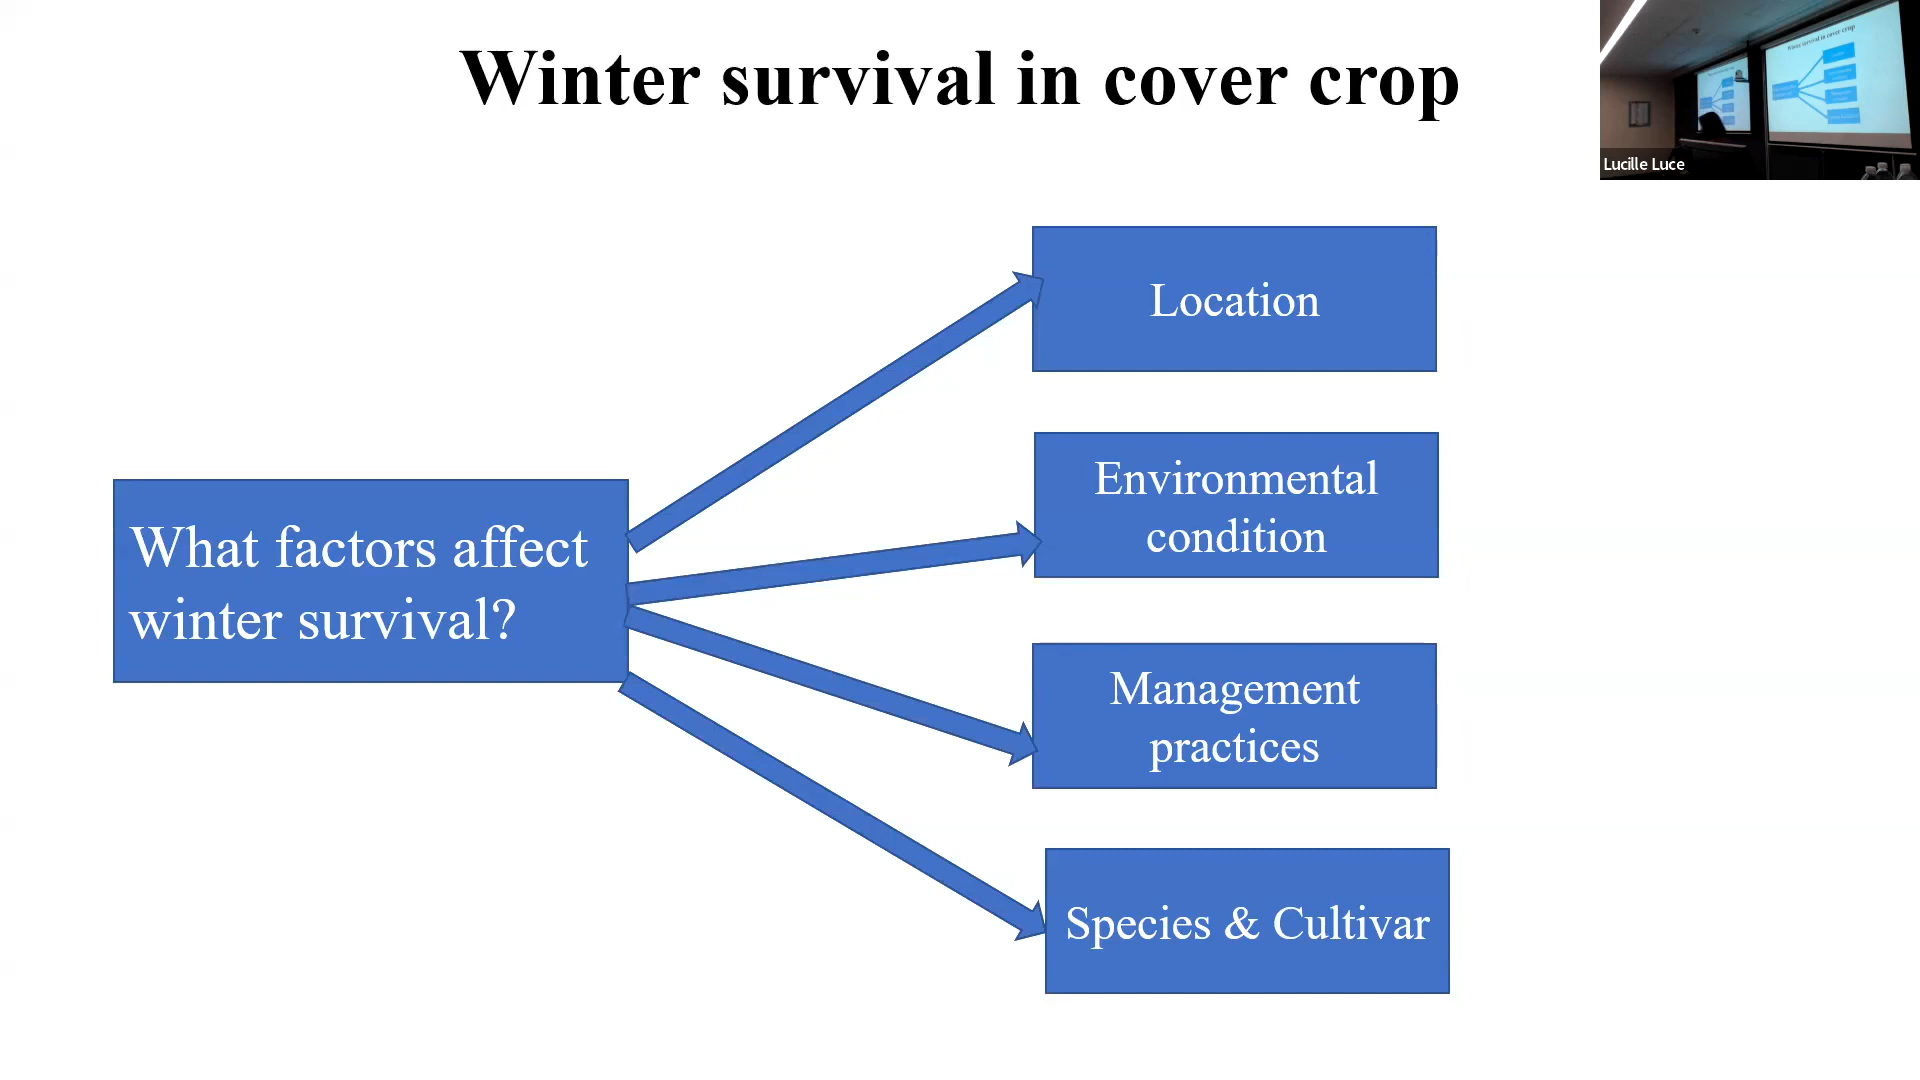 Winter survival in cover crop
Lucille Luce
Location
Environmental
condition
What factors affect
winter survival?
Management
practices
Species & Cultivar